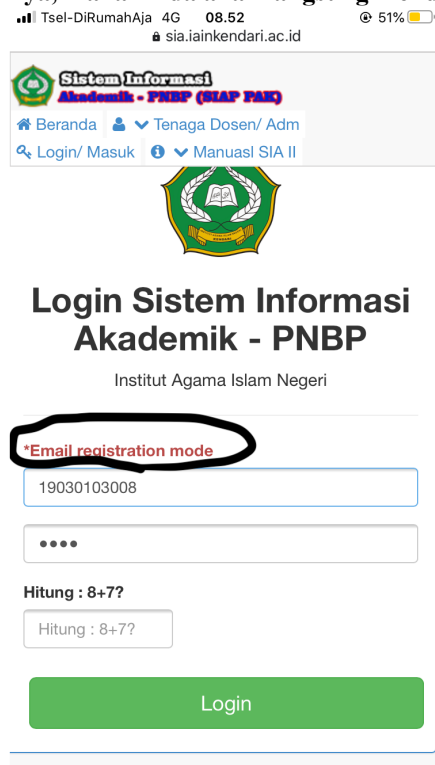 Tsel-DiRumahAja 4G 08.52 51%
sia.iainkendari.ac.id
Sistem Informasi
Akademik - PNBP (SIAP PAK)
Beranda Tenaga Dosen/ Adm
Login/ Masuk Manuasl SIA II
Login Sistem Informasi
Akademik - PNBP
Institut Agama Islam Negeri
*Email registration mode
19030103008
••••
Hitung : 8+7?
Hitung : 8+7?
Login